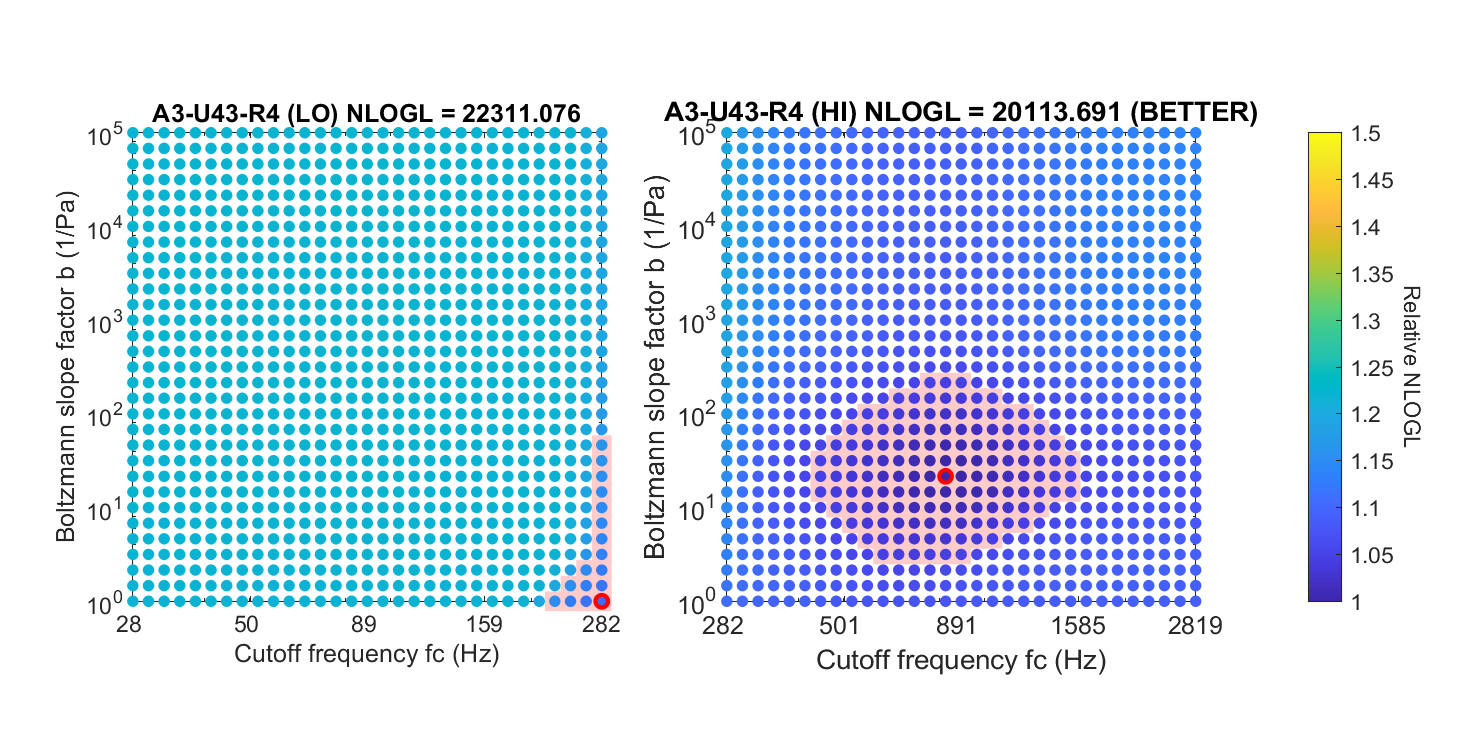 A3-U43-R4 (LO) NLOGL = 22311.076
10^5
10^4
10^3
10^2
10^1
10^0
Boltzmann slope factor b (1/Pa)
28 50 89 159 282
Cutoff frequency fc (Hz)
A3-U43-R4 (HI) NLOGL = 20113.691 (BETTER)
10^5
10^4
10^3
10^2
10^1
10^0
Boltzmann slope factor b (1/Pa)
282 501 891 1585 2819
Cutoff frequency fc (Hz)
1.5
1.45
1.4
1.35
1.3
1.25
1.2
1.15
1.1
1.05
1
Relative NLOGL